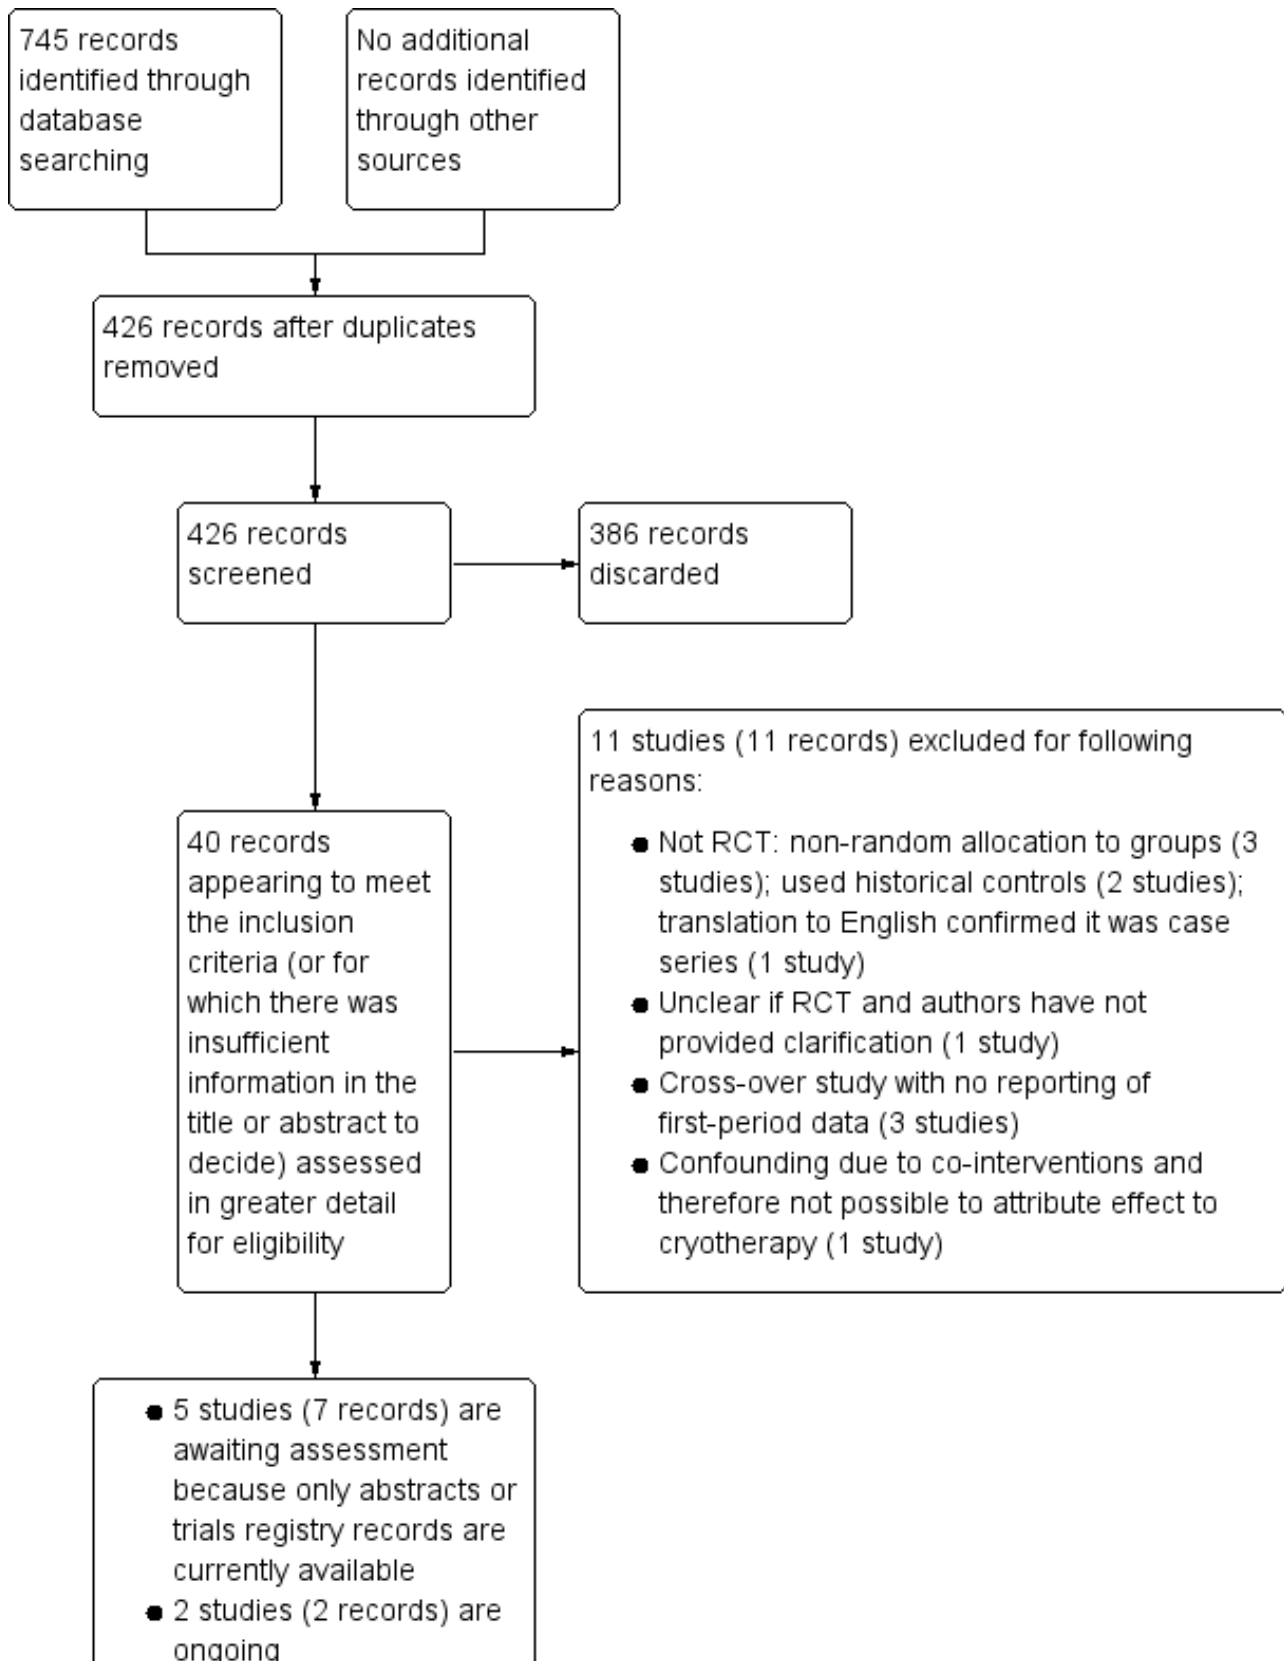 745 records
identified through
database
searching
No additional
records identified
through other
sources
426 records after duplicates
removed
426 records
screened
386 records
discarded
40 records
appearing to meet
the inclusion
criteria (or for
which there was
insufficient
information in the
title or abstract to
decide) assessed
in greater detail
for eligibility
11 studies (11 records) excluded for following
reasons:
● Not RCT: non-random allocation to groups (3
studies); used historical controls (2 studies);
translation to English confirmed it was case
series (1 study)
● Unclear if RCT and authors have not
provided clarification (1 study)
● Cross-over study with no reporting of
first-period data (3 studies)
● Confounding due to co-interventions and
therefore not possible to attribute effect to
cryotherapy (1 study)
● 5 studies (7 records) are
awaiting assessment
because only abstracts or
trials registry records are
currently available
● 2 studies (2 records) are
ongoing